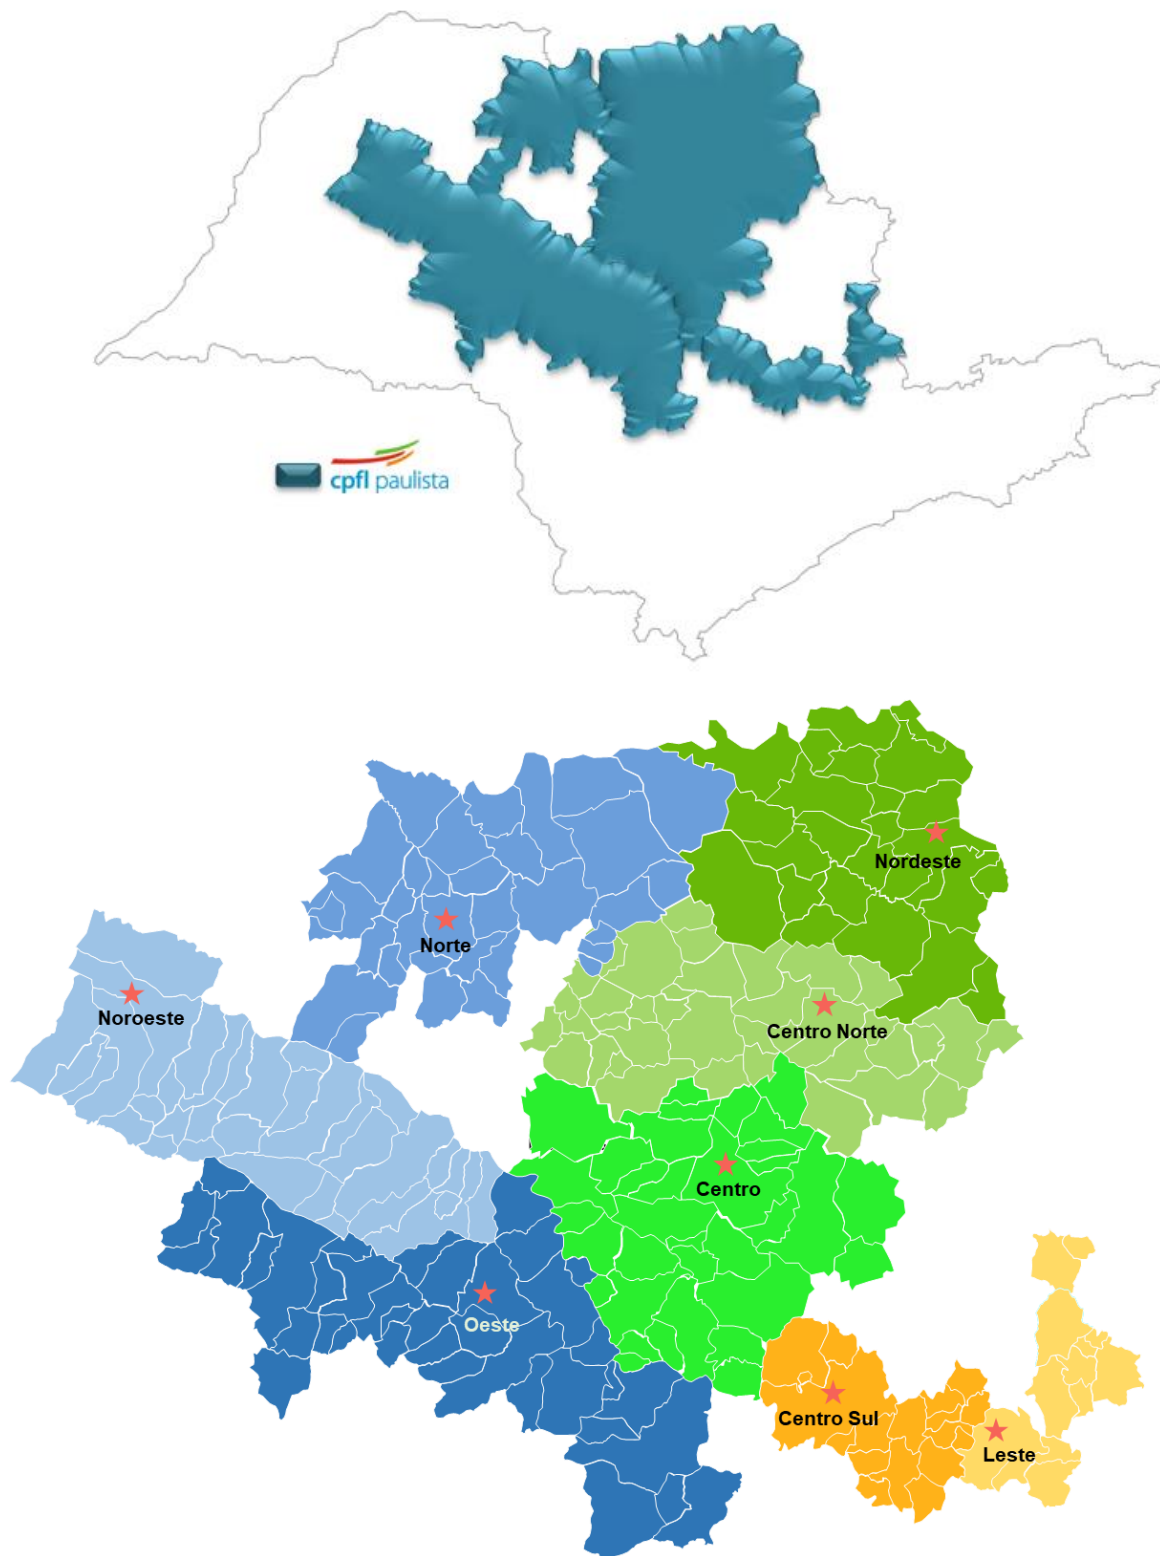 cpfl paulista
Nordeste
Norte
Noroeste
Centro Norte
Centro
Oeste
Centro Sul
Leste